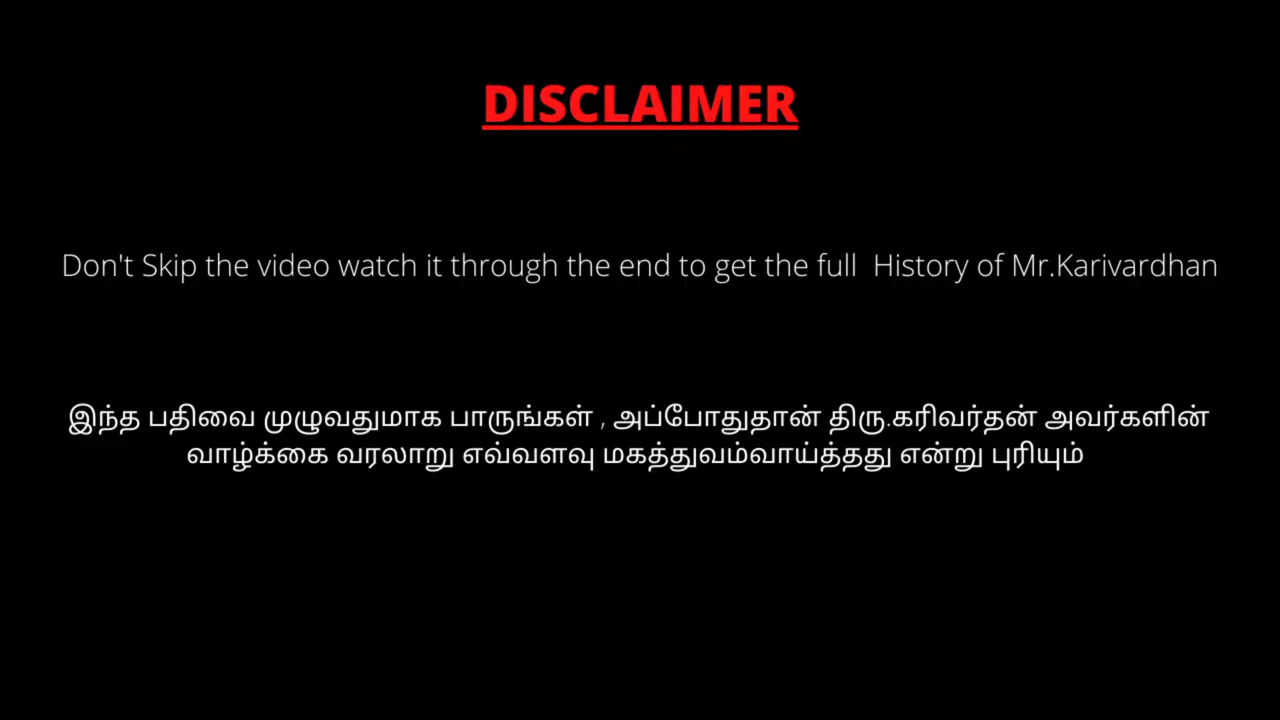 DISCLAIMER
Don't Skip the video watch it through the end to get the full  History of Mr.Karivardhan
இந்த பதிவை முழுவதுமாக பாருங்கள் , அப்போதுதான் திரு.கரிவர்தன் அவர்களின்
வாழ்க்கை வரலாறு எவ்வளவு மகத்துவம்வாய்த்தது என்று புரியும்